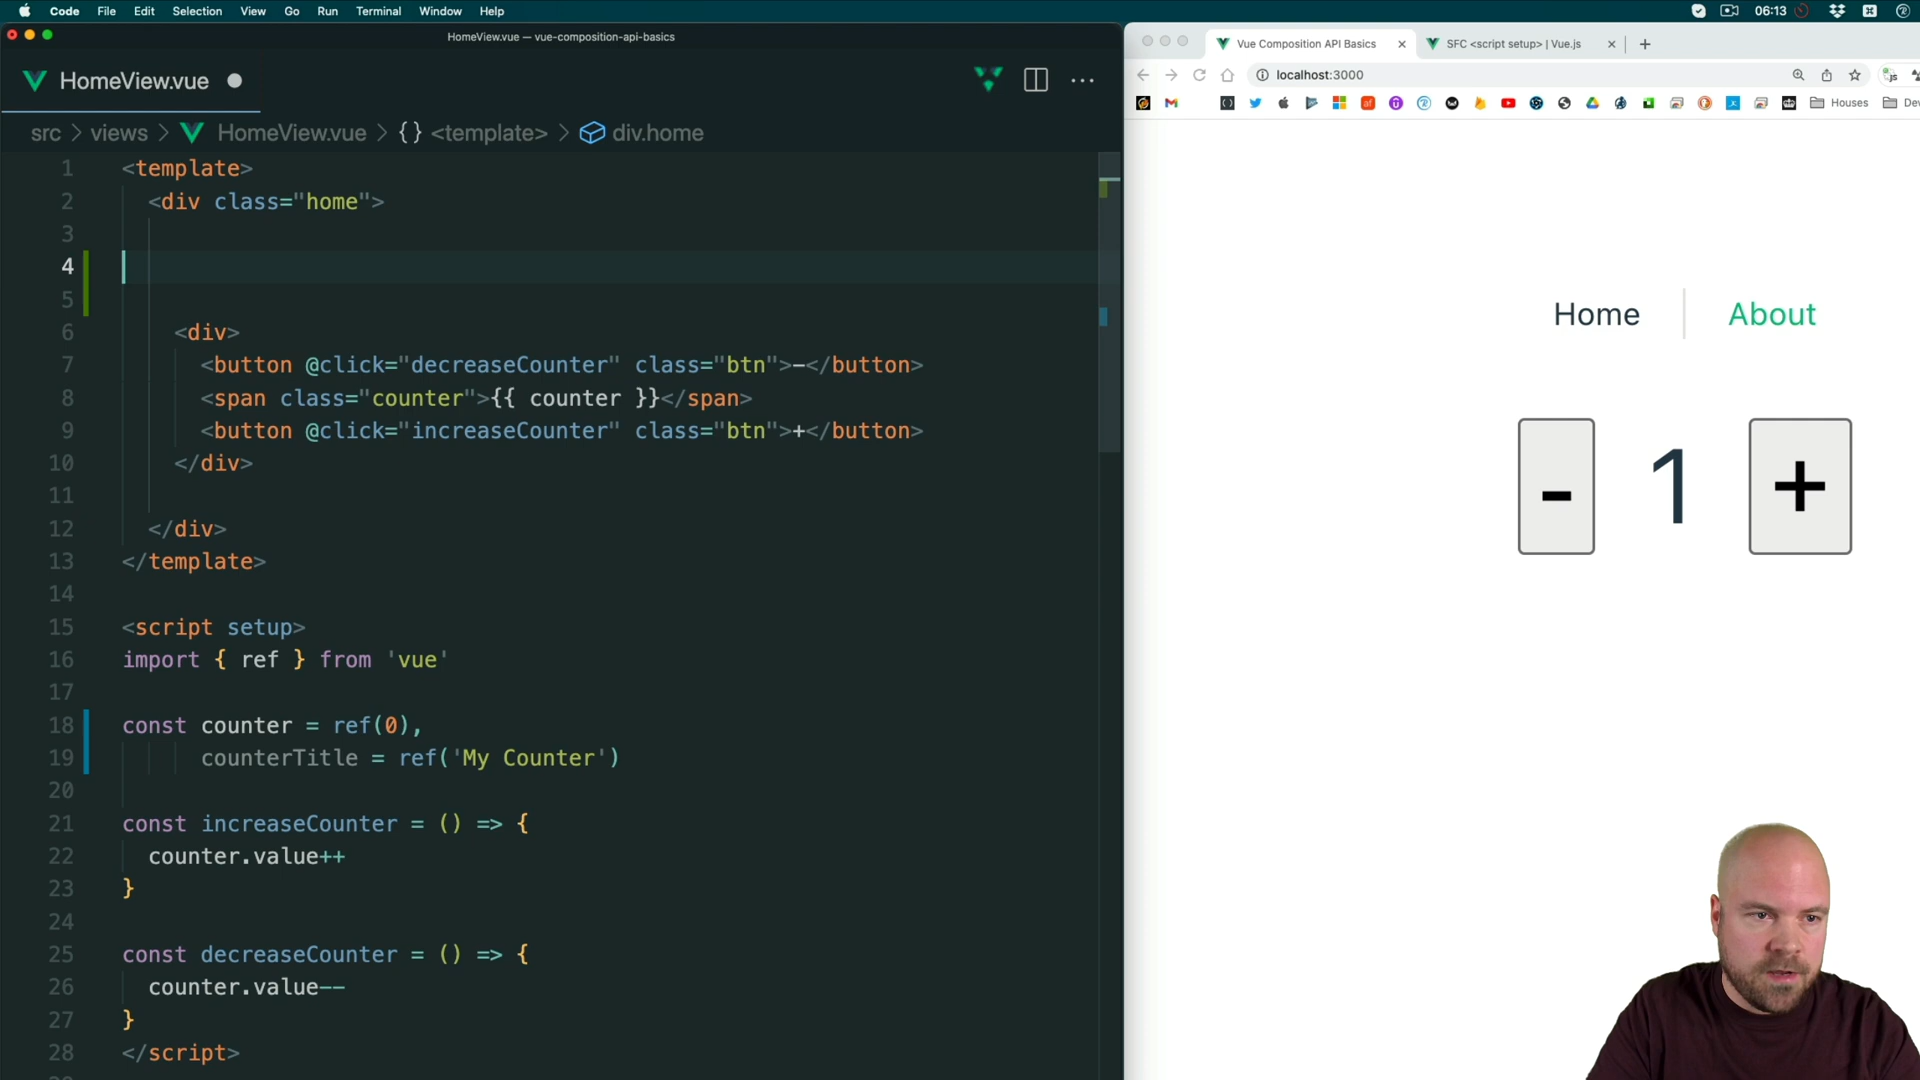 Code File Edit Selection View Go Run Terminal Window Help 06:13
HomeView.vue — vue-composition-api-basics
HomeView.vue
src > views > HomeView.vue > {} <template> > div.home
1 <template>
2 <div class="home">
3
4
5
6 <div>
7 <button @click="decreaseCounter" class="btn">-</button>
8 <span class="counter">{{ counter }}</span>
9 <button @click="increaseCounter" class="btn">+</button>
10 </div>
11
12 </div>
13 </template>
14
15 <script setup>
16 import { ref } from 'vue'
17
18 const counter = ref(0),
19 counterTitle = ref('My Counter')
20
21 const increaseCounter = () => {
22 counter.value++
23 }
24
25 const decreaseCounter = () => {
26 counter.value--
27 }
28 </script>
Vue Composition API Basics SFC <script setup> | Vue.js
localhost:3000
Houses Dev
Home About
- 1 +